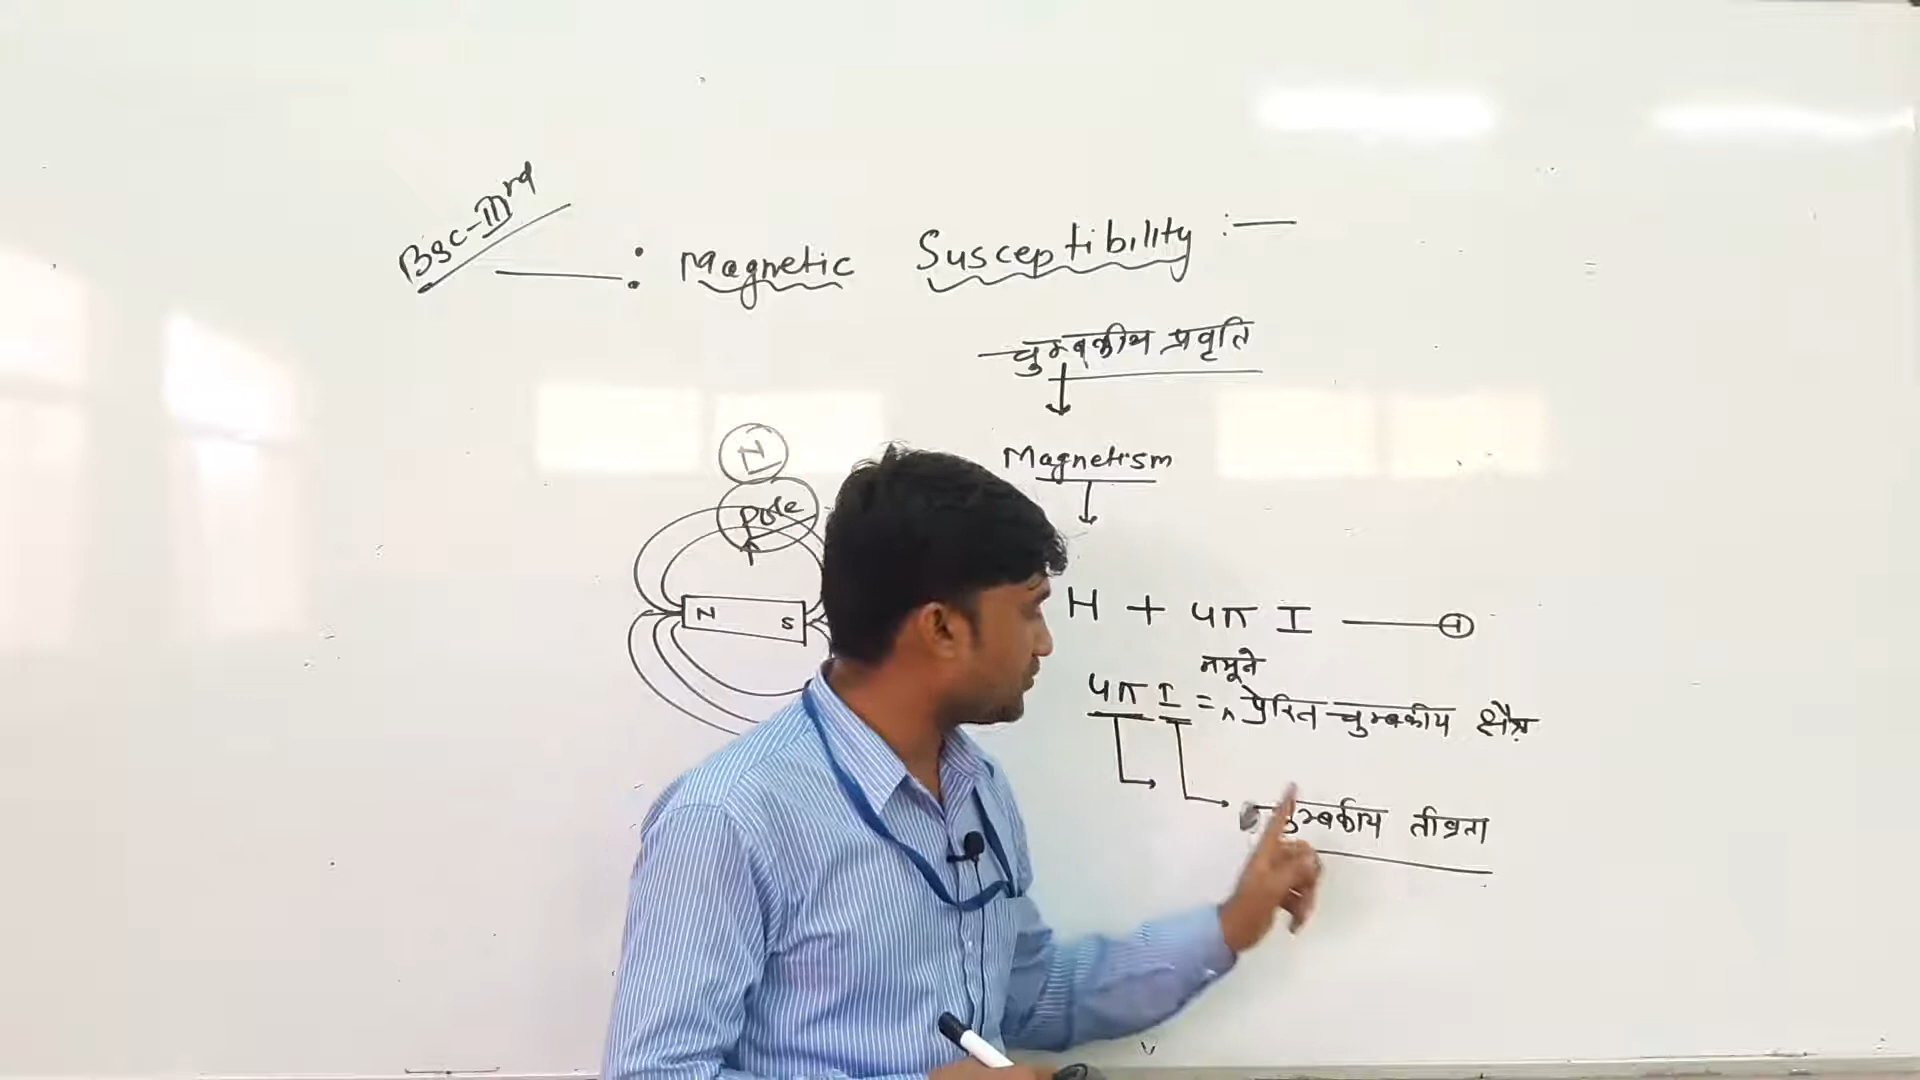 Bsc-IIIrd
: Magnetic Susceptibility :-
चुम्बकीय प्रवृति
Magnetism
N
Pole
N S
H + 4π I ——— ①
नमूने
4π I = प्रेरित चुम्बकीय क्षैत्र
चुम्बकीय तीव्रता